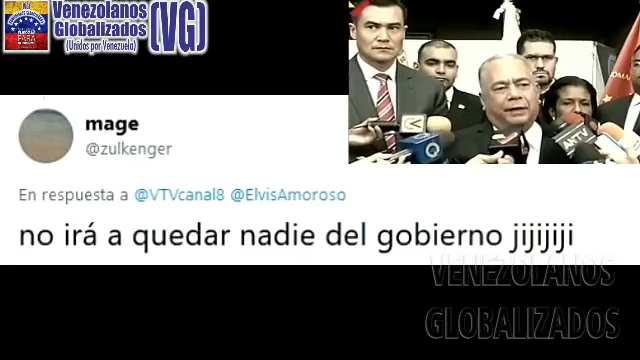 Venezolanos
Globalizados
(Unidos por Venezuela)
(VG)
mage
@zulkenger
En respuesta a @VTVcanal8 @ElvisAmoroso
no irá a quedar nadie del gobierno jijijiji
ANTV
VENEZOLANOS
GLOBALIZADOS